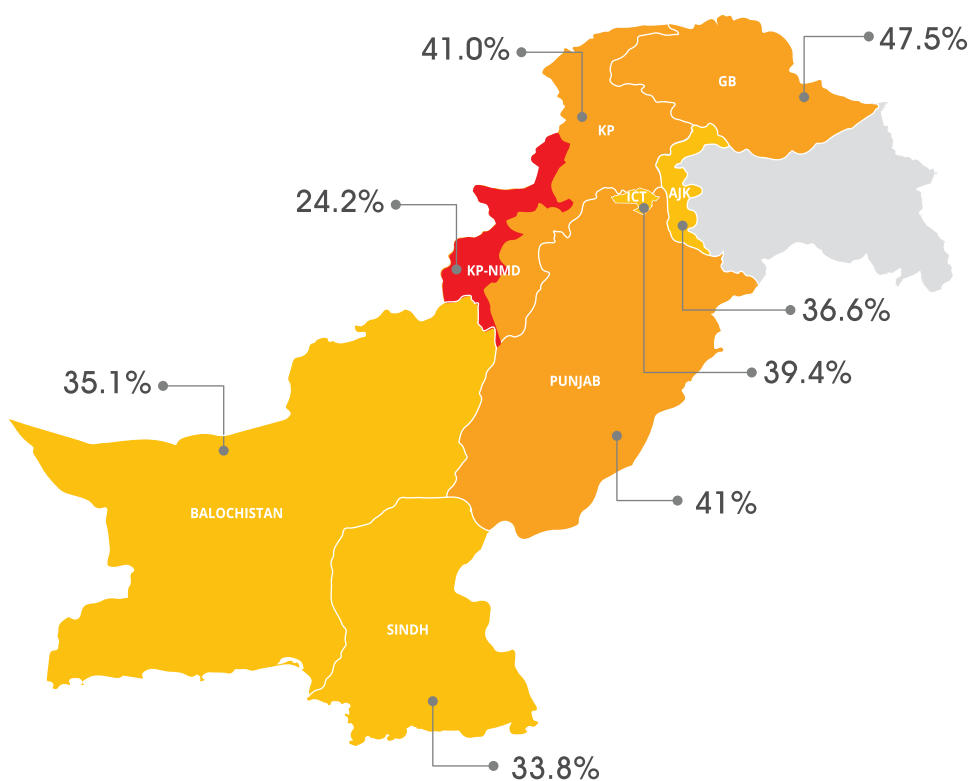 47.5%
41.0%
GB
KP
24.2%
ICT
AJK
KP-NMD
36.6%
39.4%
35.1%
PUNJAB
41%
BALOCHISTAN
SINDH
33.8%